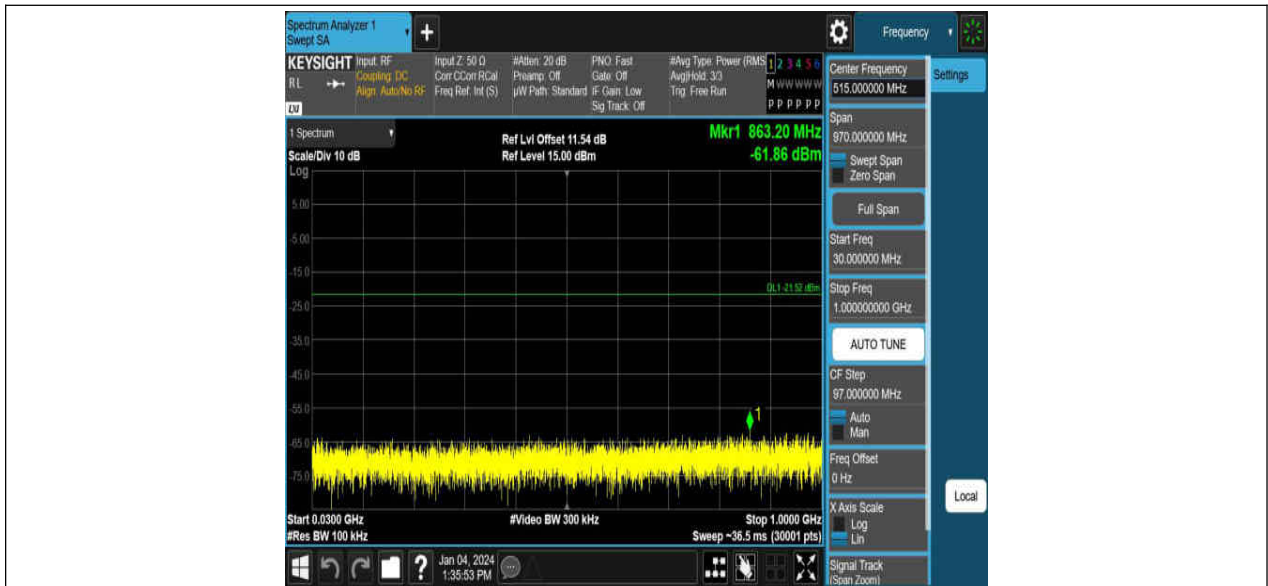 Spectrum Analyzer 1
Swept SA
+
Frequency
KEYSIGHT
RL
LXI
Input: RF
Coupling: DC
Align: Auto/No RF
Input Z: 50 Ω
Corr CCorr RCal
Freq Ref: Int (S)
#Atten: 20 dB
Preamp: Off
µW Path: Standard
PNO: Fast
Gate: Off
IF Gain: Low
Sig Track: Off
#Avg Type: Power (RMS
Avg|Hold: 3/3
Trig: Free Run
1 2 3 4 5 6
M W W W W W
P P P P P P
1 Spectrum
Scale/Div 10 dB
Log
Ref Lvl Offset 11.54 dB
Ref Level 15.00 dBm
Mkr1 863.20 MHz
-61.86 dBm
5.00
-5.00
-15.0
DL1 -21.52 dBm
-25.0
-35.0
-45.0
-55.0
1
-65.0
-75.0
Start 0.0300 GHz
#Res BW 100 kHz
#Video BW 300 kHz
Stop 1.0000 GHz
Sweep ~36.5 ms (30001 pts)
?
Jan 04, 2024
1:35:53 PM
Center Frequency
515.000000 MHz
Settings
Span
970.000000 MHz
Swept Span
Zero Span
Full Span
Start Freq
30.000000 MHz
Stop Freq
1.000000000 GHz
AUTO TUNE
CF Step
97.000000 MHz
Auto
Man
Freq Offset
0 Hz
Local
X Axis Scale
Log
Lin
Signal Track
(Span Zoom)